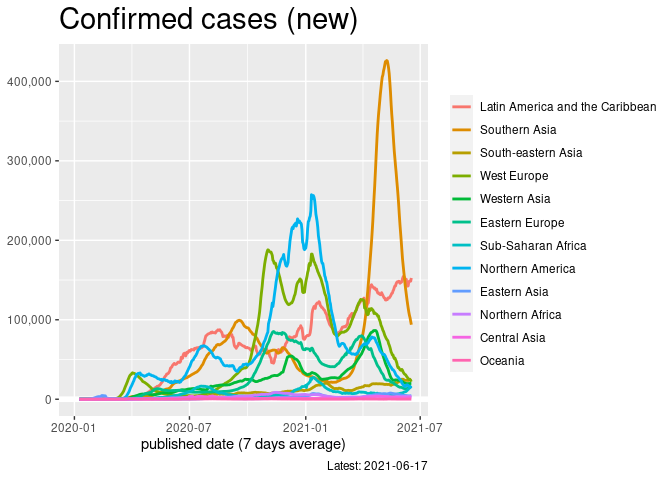 Confirmed cases (new)
400,000
300,000
200,000
100,000
0
2020-01
2020-07
2021-01
2021-07
published date (7 days average)
Latest: 2021-06-17
Latin America and the Caribbean
Southern Asia
South-eastern Asia
West Europe
Western Asia
Eastern Europe
Sub-Saharan Africa
Northern America
Eastern Asia
Northern Africa
Central Asia
Oceania